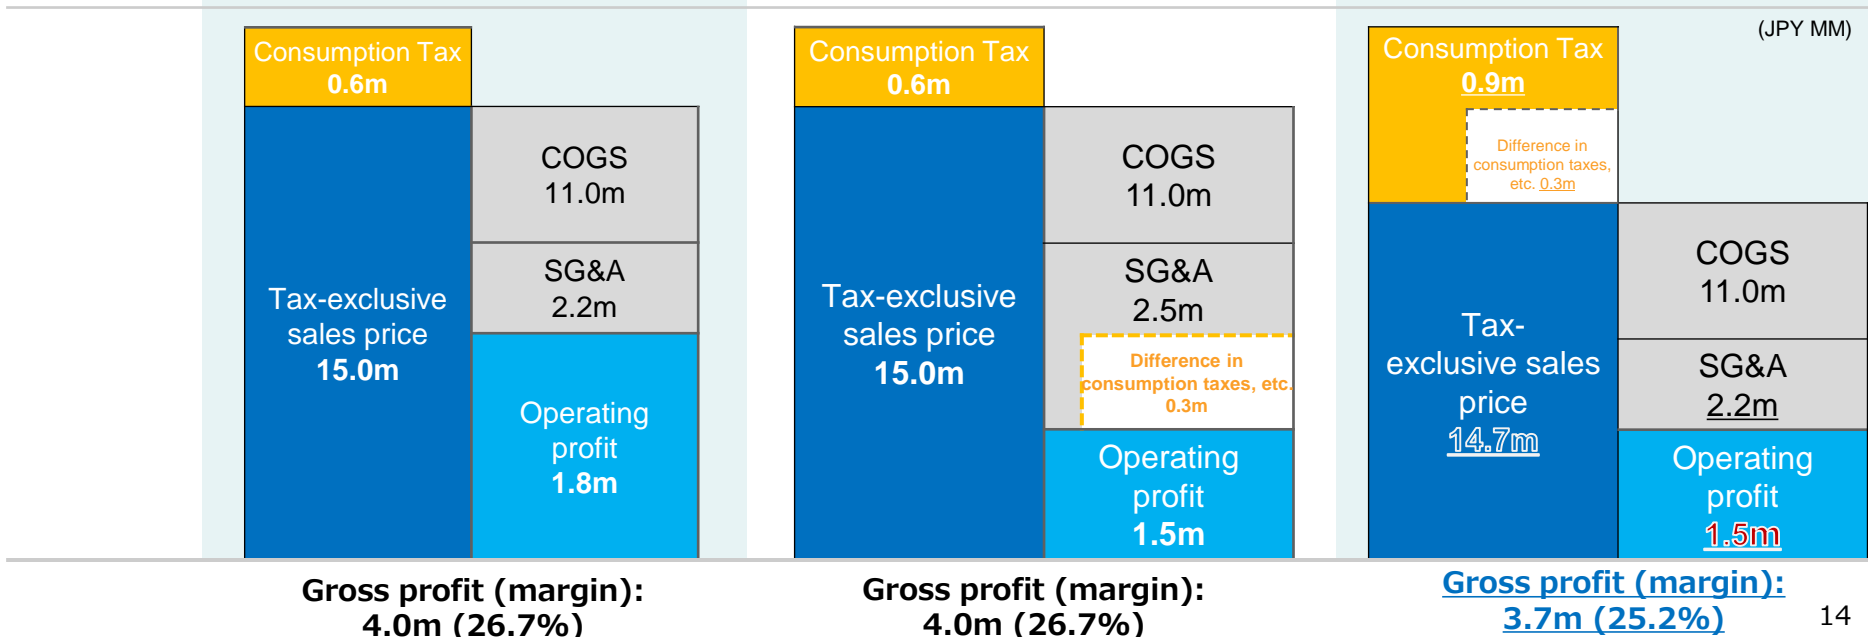 (JPY MM)
Consumption Tax
0.6m
COGS
11.0m
SG&A
2.2m
Tax-exclusive
sales price
15.0m
Operating
profit
1.8m
Gross profit (margin):
4.0m (26.7%)
Consumption Tax
0.6m
COGS
11.0m
SG&A
2.5m
Difference in
consumption taxes, etc.
0.3m
Tax-exclusive
sales price
15.0m
Operating
profit
1.5m
Gross profit (margin):
4.0m (26.7%)
Consumption Tax
0.9m
Difference in
consumption taxes,
etc. 0.3m
COGS
11.0m
SG&A
2.2m
Tax-
exclusive sales
price
14.7m
Operating
profit
1.5m
Gross profit (margin):
3.7m (25.2%)
14